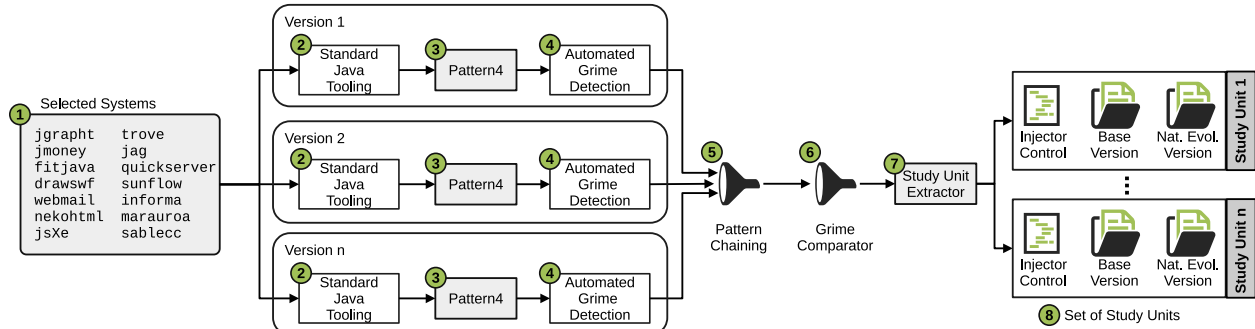 1 Selected Systems
jgrapht trove
jmoney jag
fitjava quickserver
drawswf sunflow
webmail informa
nekohtml marauroa
jsXe sablecc
Version 1
2 Standard
Java
Tooling
3 Pattern4
4 Automated
Grime
Detection
Version 2
2 Standard
Java
Tooling
3 Pattern4
4 Automated
Grime
Detection
Version n
2 Standard
Java
Tooling
3 Pattern4
4 Automated
Grime
Detection
5
Pattern
Chaining
6
Grime
Comparator
7
Study Unit
Extractor
Injector
Control
Base
Version
Nat. Evol.
Version
Study Unit 1
...
Injector
Control
Base
Version
Nat. Evol.
Version
Study Unit n
8 Set of Study Units